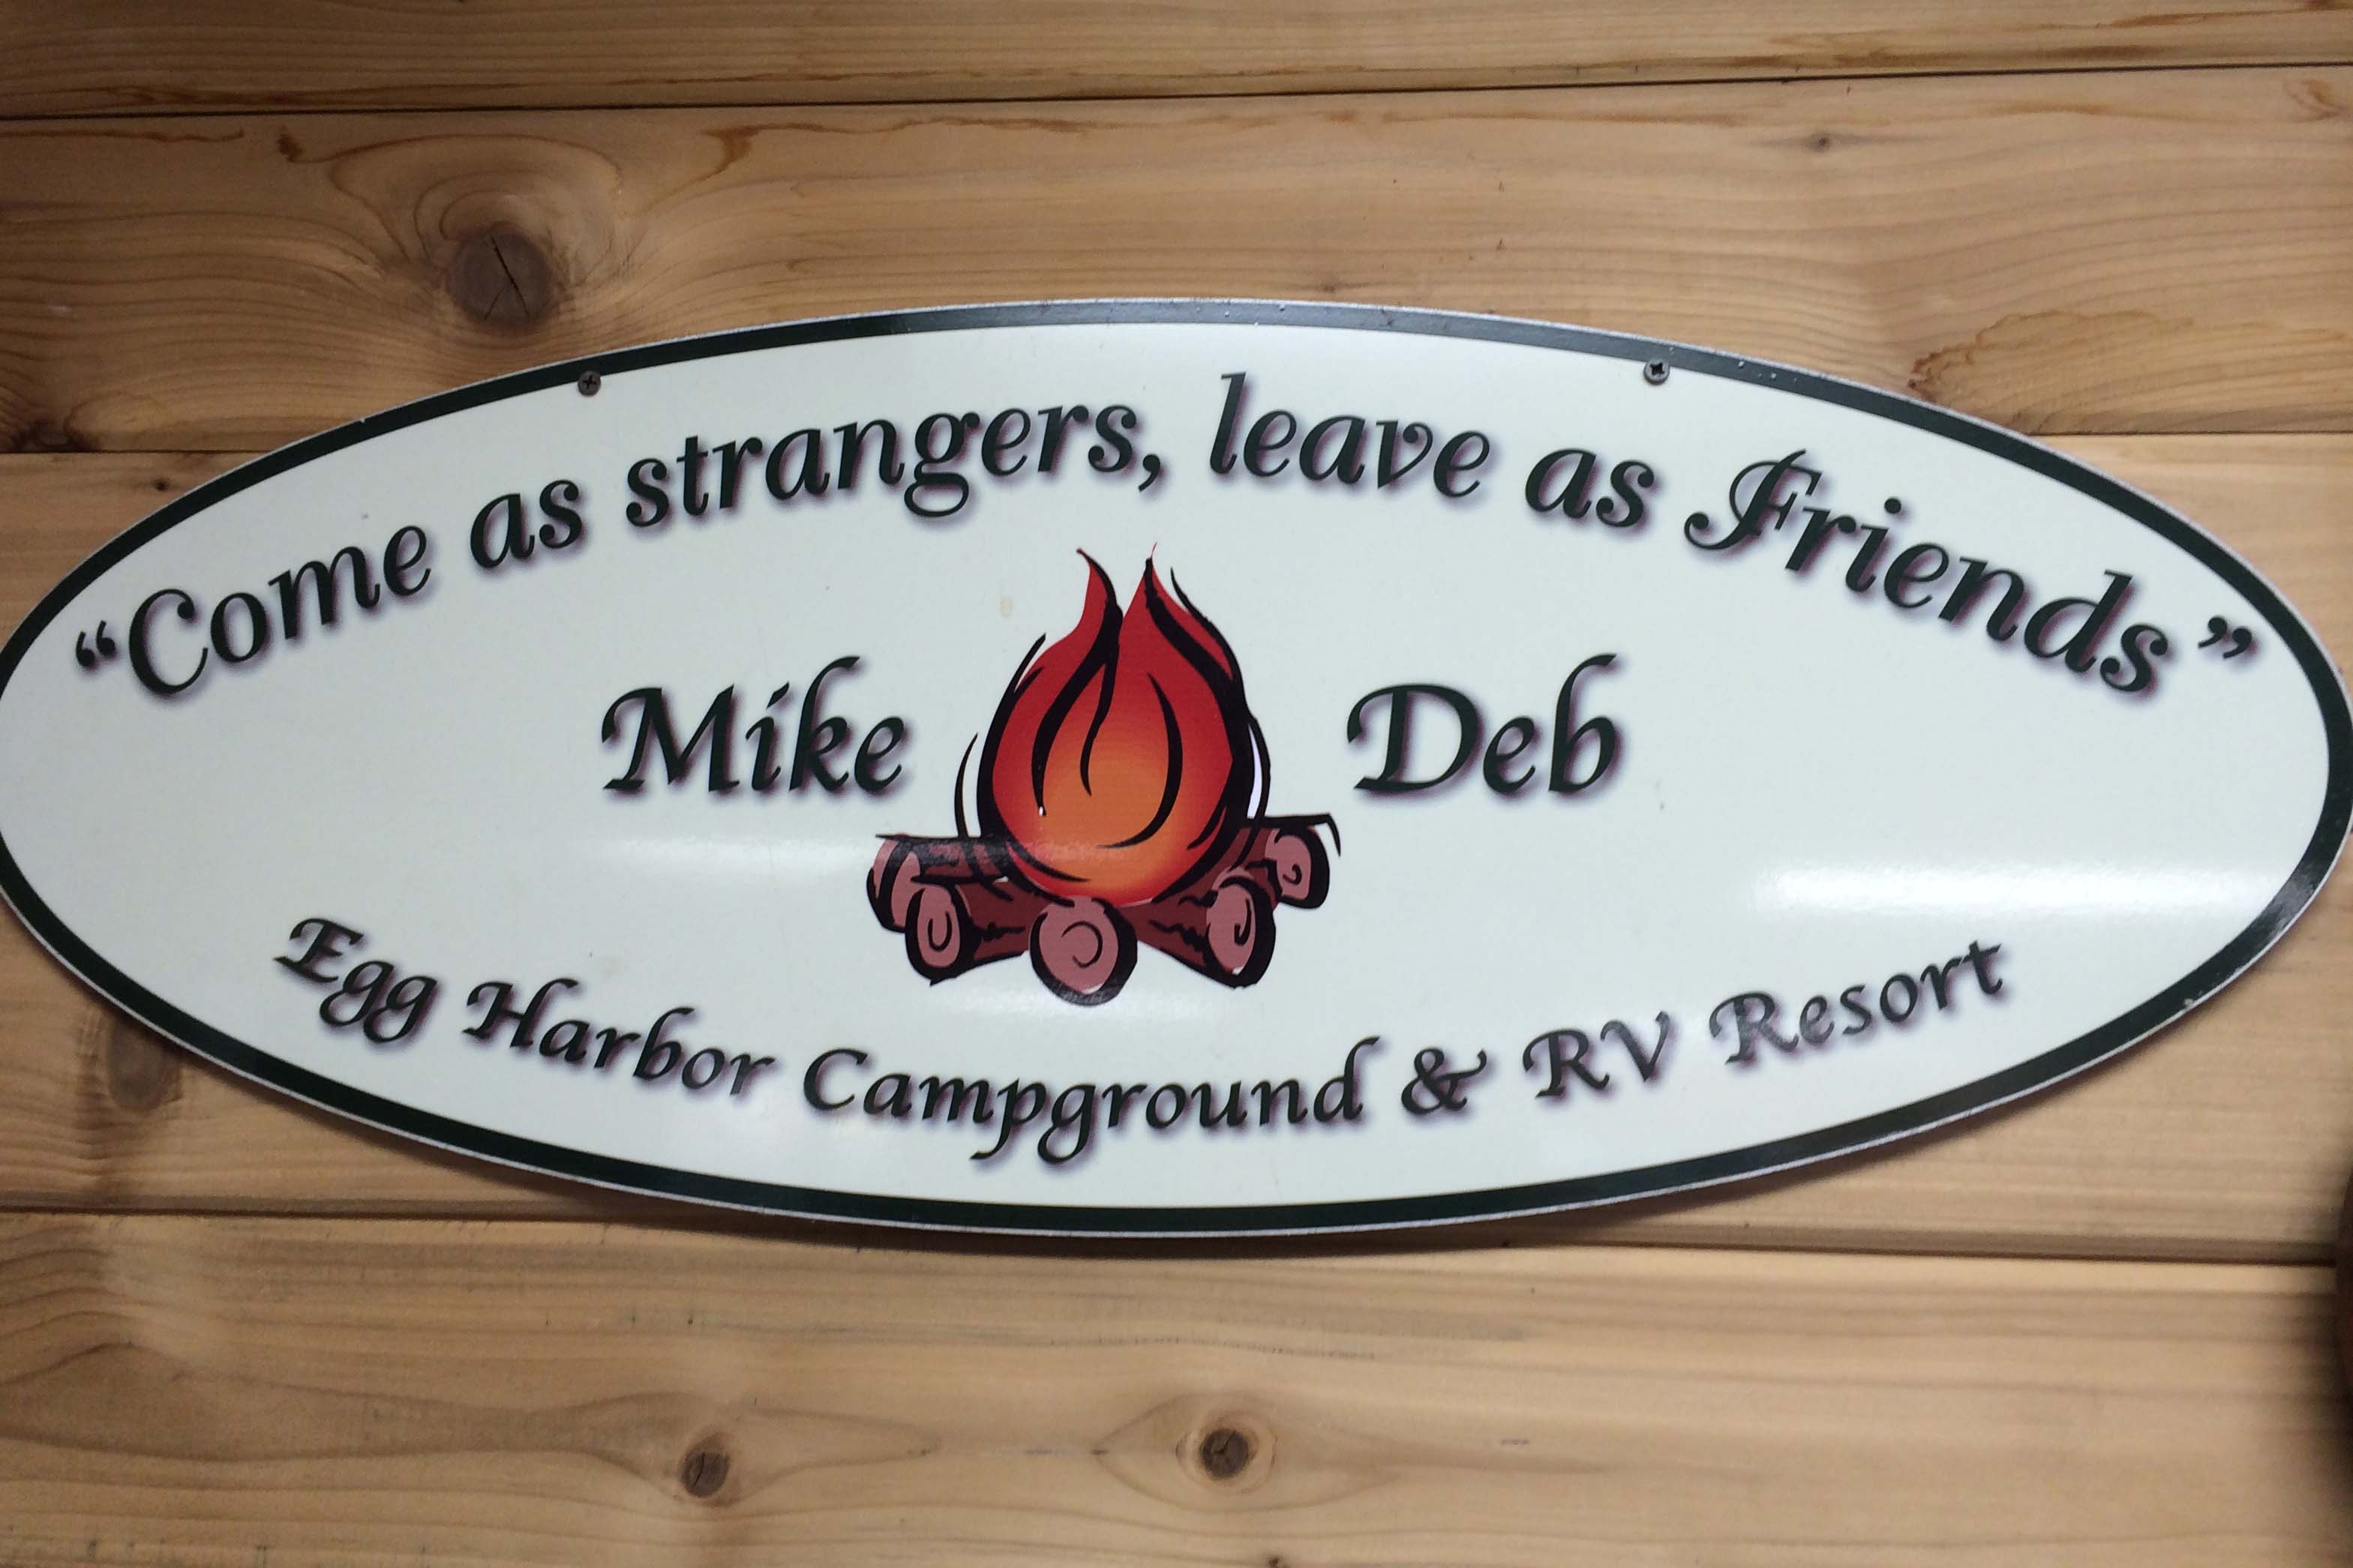 “Come as strangers, leave as Friends”
Mike Deb
Egg Harbor Campground & RV Resort